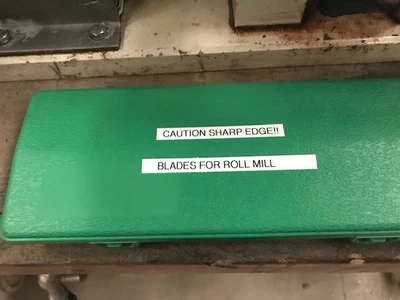 CAUTION SHARP EDGE!!
BLADES FOR ROLL MILL